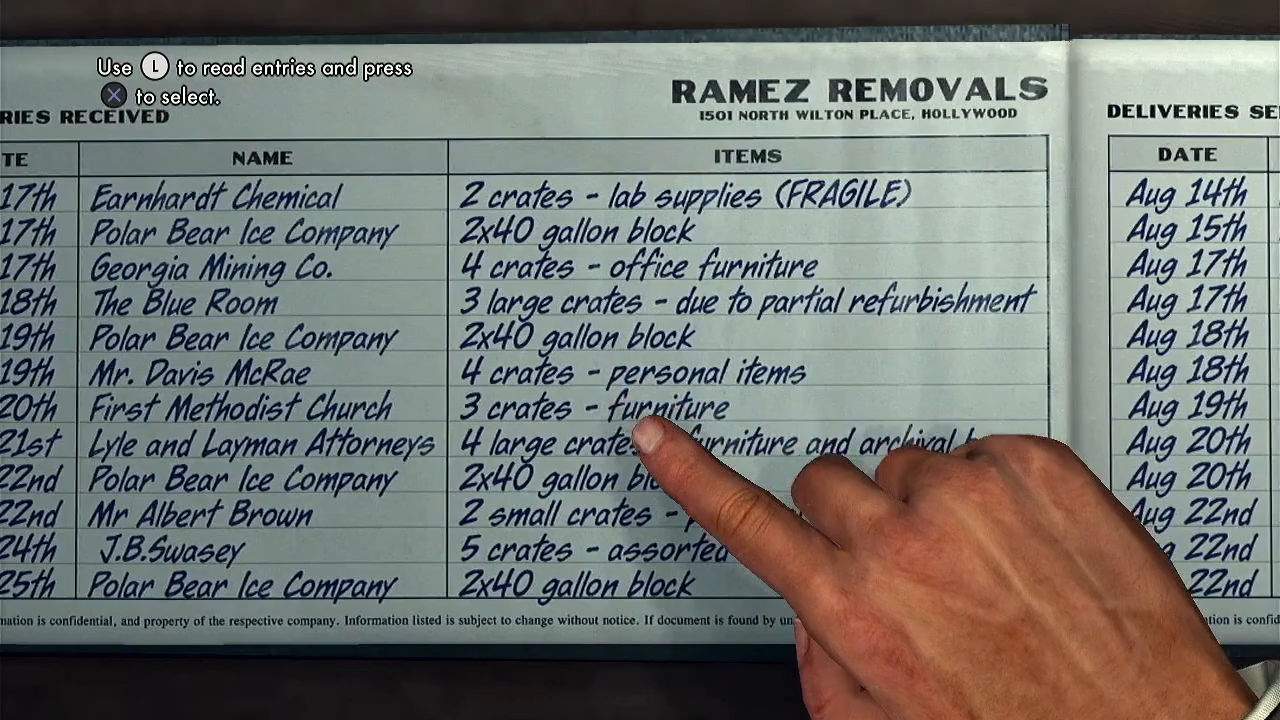 Use L to read entries and press
X to select.
RAMEZ REMOVALS
1501 NORTH WILTON PLACE, HOLLYWOOD
RIES RECEIVED
DELIVERIES SE
TE NAME ITEMS DATE
17th Earnhardt Chemical 2 crates - lab supplies (FRAGILE) Aug 14th
17th Polar Bear Ice Company 2x40 gallon block Aug 15th
17th Georgia Mining Co. 4 crates - office furniture Aug 17th
18th The Blue Room 3 large crates - due to partial refurbishment Aug 17th
19th Polar Bear Ice Company 2x40 gallon block Aug 18th
19th Mr. Davis McRae 4 crates - personal items Aug 18th
20th First Methodist Church 3 crates - furniture Aug 19th
21st Lyle and Layman Attorneys 4 large crates furniture and archival Aug 20th
22nd Polar Bear Ice Company 2x40 gallon Aug 20th
22nd Mr Albert Brown 2 small crates - Aug 22nd
24th J.B.Swasey 5 crates - assorted 22nd
25th Polar Bear Ice Company 2x40 gallon block 22nd
mation is confidential, and property of the respective company. Information listed is subject to change without notice. If document is found by
ation is confid